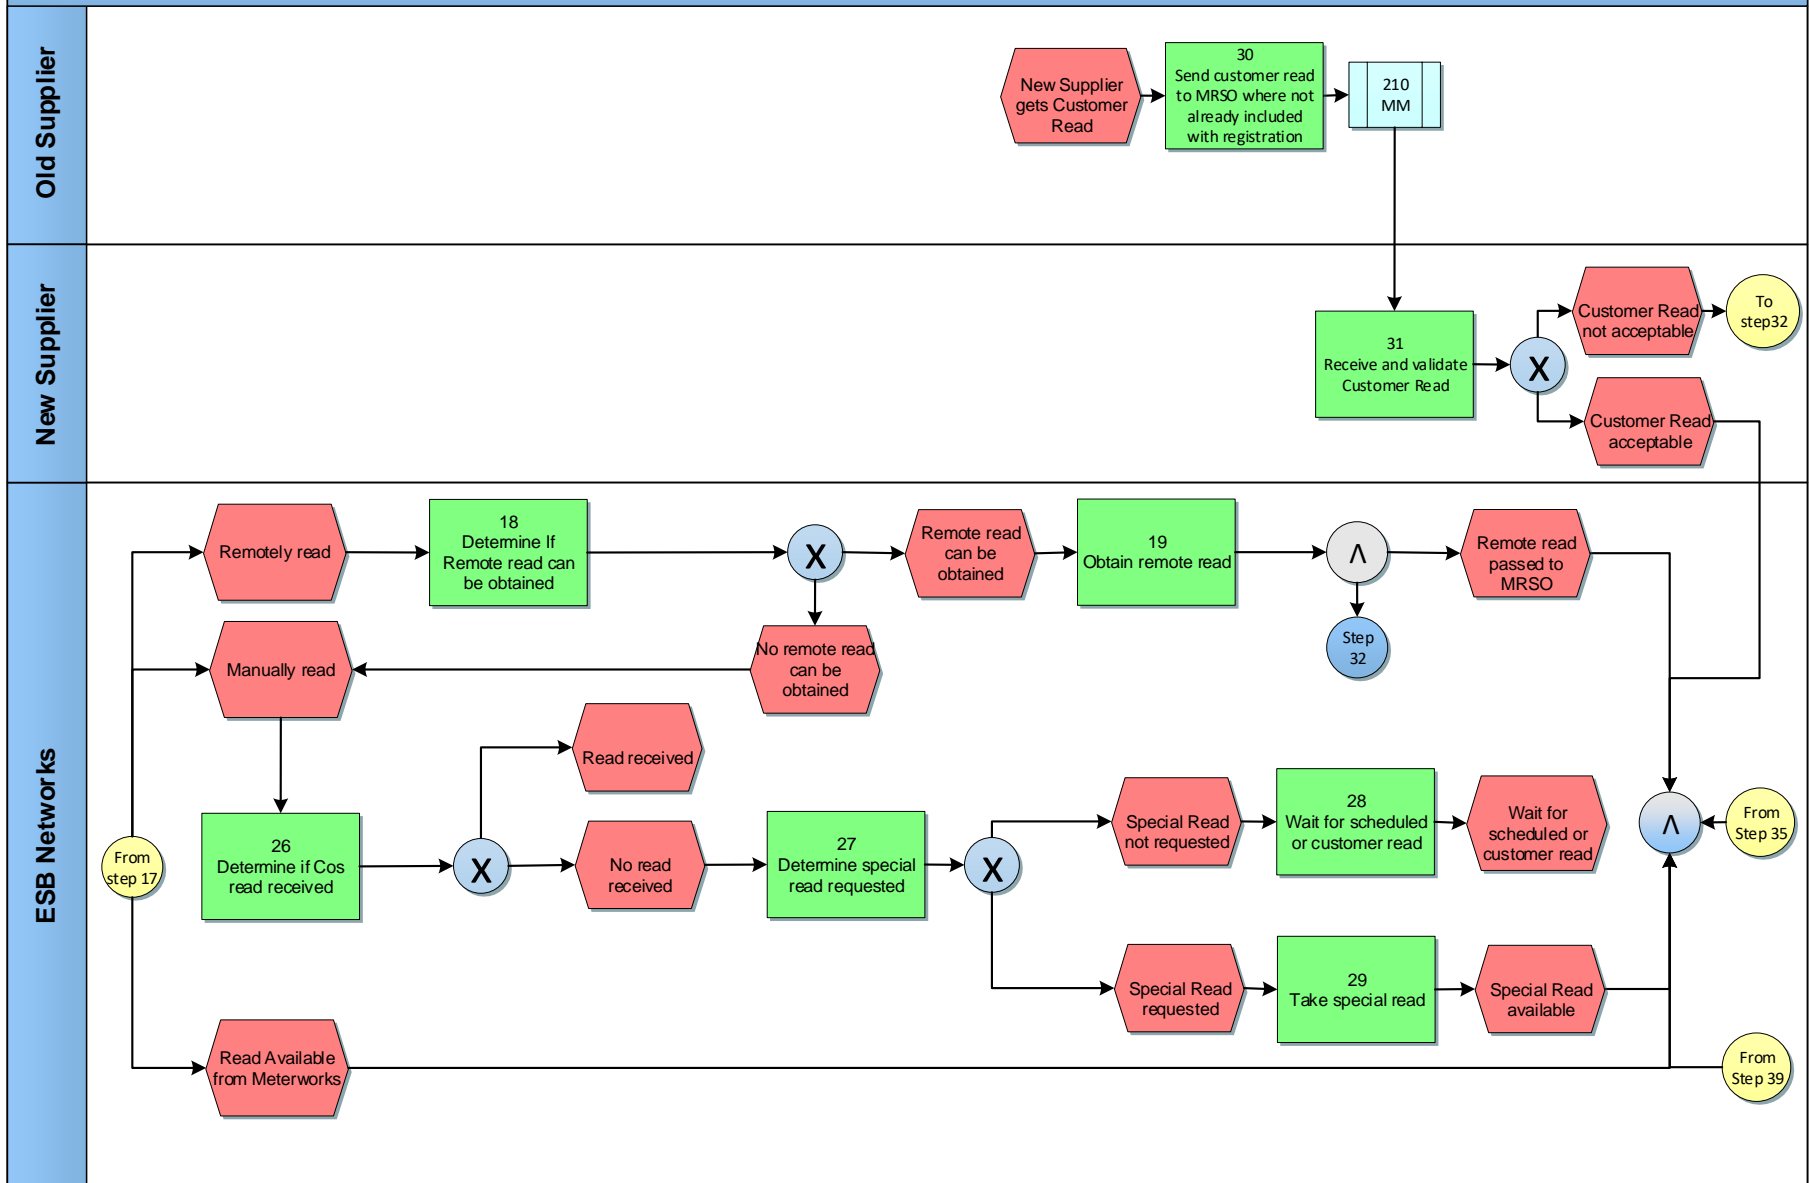 Old Supplier
New Supplier
gets Customer
Read
30
Send customer read
to MRSO where not
already included
with registration
210
MM
New Supplier
31
Receive and validate
Customer Read
X
Customer Read
not acceptable
To
step32
Customer Read
acceptable
ESB Networks
Remotely read
18
Determine If
Remote read can
be obtained
X
Remote read
can be
obtained
19
Obtain remote read
Λ
Remote read
passed to
MRSO
Step
32
Manually read
No remote read
can be
obtained
Read received
From
step 17
26
Determine if Cos
read received
X
No read
received
27
Determine special
read requested
X
Special Read
not requested
28
Wait for scheduled
or customer read
Wait for
scheduled or
customer read
Λ
From
Step 35
Special Read
requested
29
Take special read
Special Read
available
Read Available
from Meterworks
From
Step 39